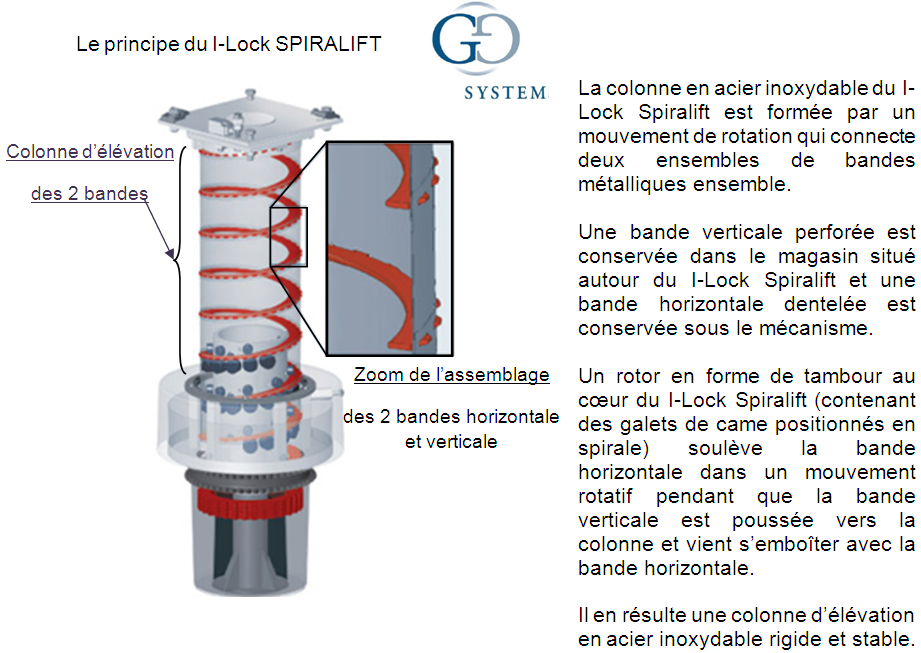 Le principe du I-Lock SPIRALIFT
GG
SYSTEM
Colonne d’élévation
des 2 bandes
Zoom de l’assemblage
des 2 bandes horizontale
et verticale
La colonne en acier inoxydable du I-
Lock Spiralift est formée par un
mouvement de rotation qui connecte
deux ensembles de bandes
métalliques ensemble.
Une bande verticale perforée est
conservée dans le magasin situé
autour du I-Lock Spiralift et une
bande horizontale dentelée est
conservée sous le mécanisme.
Un rotor en forme de tambour au
cœur du I-Lock Spiralift (contenant
des galets de came positionnés en
spirale) soulève la bande
horizontale dans un mouvement
rotatif pendant que la bande
verticale est poussée vers la
colonne et vient s’emboîter avec la
bande horizontale.
Il en résulte une colonne d’élévation
en acier inoxydable rigide et stable.